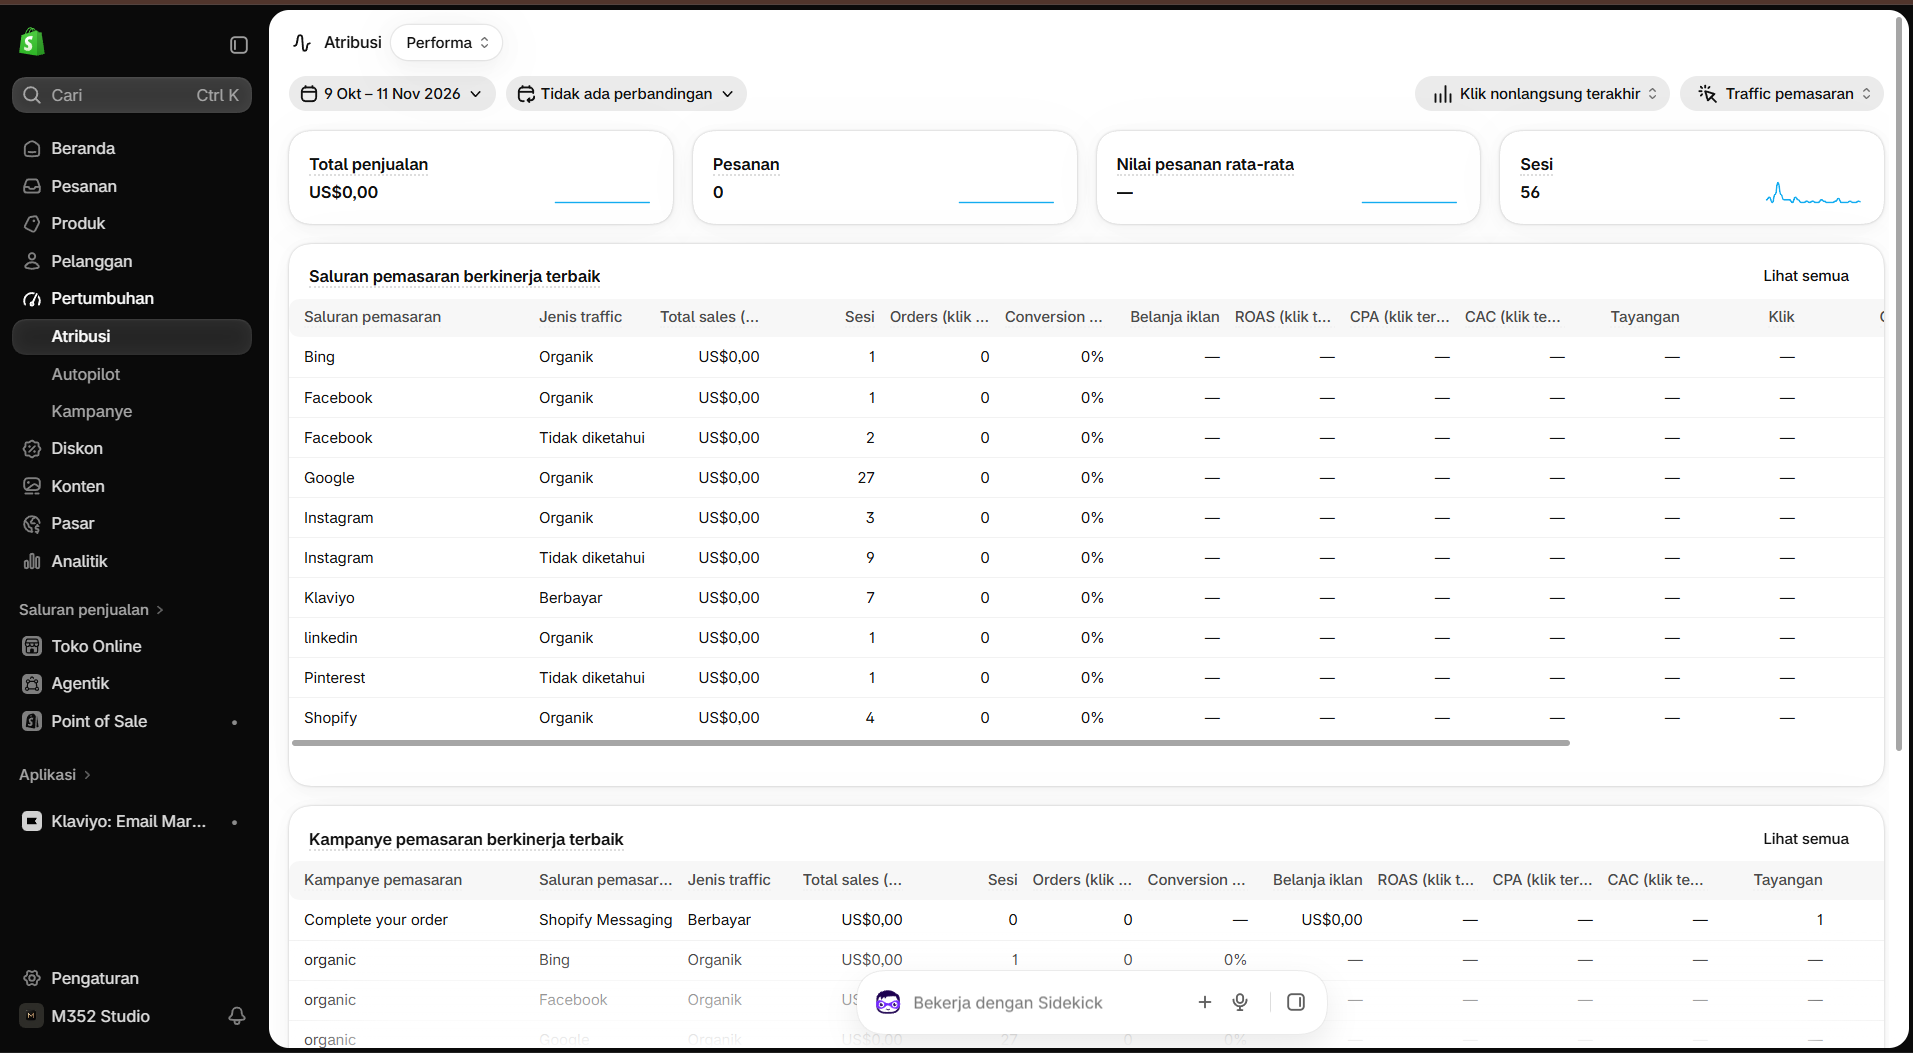 Cari Ctrl K
Beranda
Pesanan
Produk
Pelanggan
Pertumbuhan
Atribusi
Autopilot
Kampanye
Diskon
Konten
Pasar
Analitik
Saluran penjualan
Toko Online
Agentik
Point of Sale
Aplikasi
Klaviyo: Email Mar...
Pengaturan
M352 Studio
Atribusi Performa
9 Okt – 11 Nov 2026 Tidak ada perbandingan Klik nonlangsung terakhir Traffic pemasaran
Total penjualan
US$0,00
Pesanan
0
Nilai pesanan rata-rata
—
Sesi
56
Saluran pemasaran berkinerja terbaik Lihat semua
Saluran pemasaran Jenis traffic Total sales (... Sesi Orders (klik ... Conversion ... Belanja iklan ROAS (klik t... CPA (klik ter... CAC (klik te... Tayangan Klik
Bing Organik US$0,00 1 0 0% — — — — — —
Facebook Organik US$0,00 1 0 0% — — — — — —
Facebook Tidak diketahui US$0,00 2 0 0% — — — — — —
Google Organik US$0,00 27 0 0% — — — — — —
Instagram Organik US$0,00 3 0 0% — — — — — —
Instagram Tidak diketahui US$0,00 9 0 0% — — — — — —
Klaviyo Berbayar US$0,00 7 0 0% — — — — — —
linkedin Organik US$0,00 1 0 0% — — — — — —
Pinterest Tidak diketahui US$0,00 1 0 0% — — — — — —
Shopify Organik US$0,00 4 0 0% — — — — — —
Kampanye pemasaran berkinerja terbaik Lihat semua
Kampanye pemasaran Saluran pemasar... Jenis traffic Total sales (... Sesi Orders (klik ... Conversion ... Belanja iklan ROAS (klik t... CPA (klik ter... CAC (klik te... Tayangan
Complete your order Shopify Messaging Berbayar US$0,00 0 0 — US$0,00 — — — 1
organic Bing Organik US$0,00 1 0 0% — — — — —
organic Facebook Organik — — — — —
organic Google Organik US$0,00 27 0 0% — — — — —
Bekerja dengan Sidekick